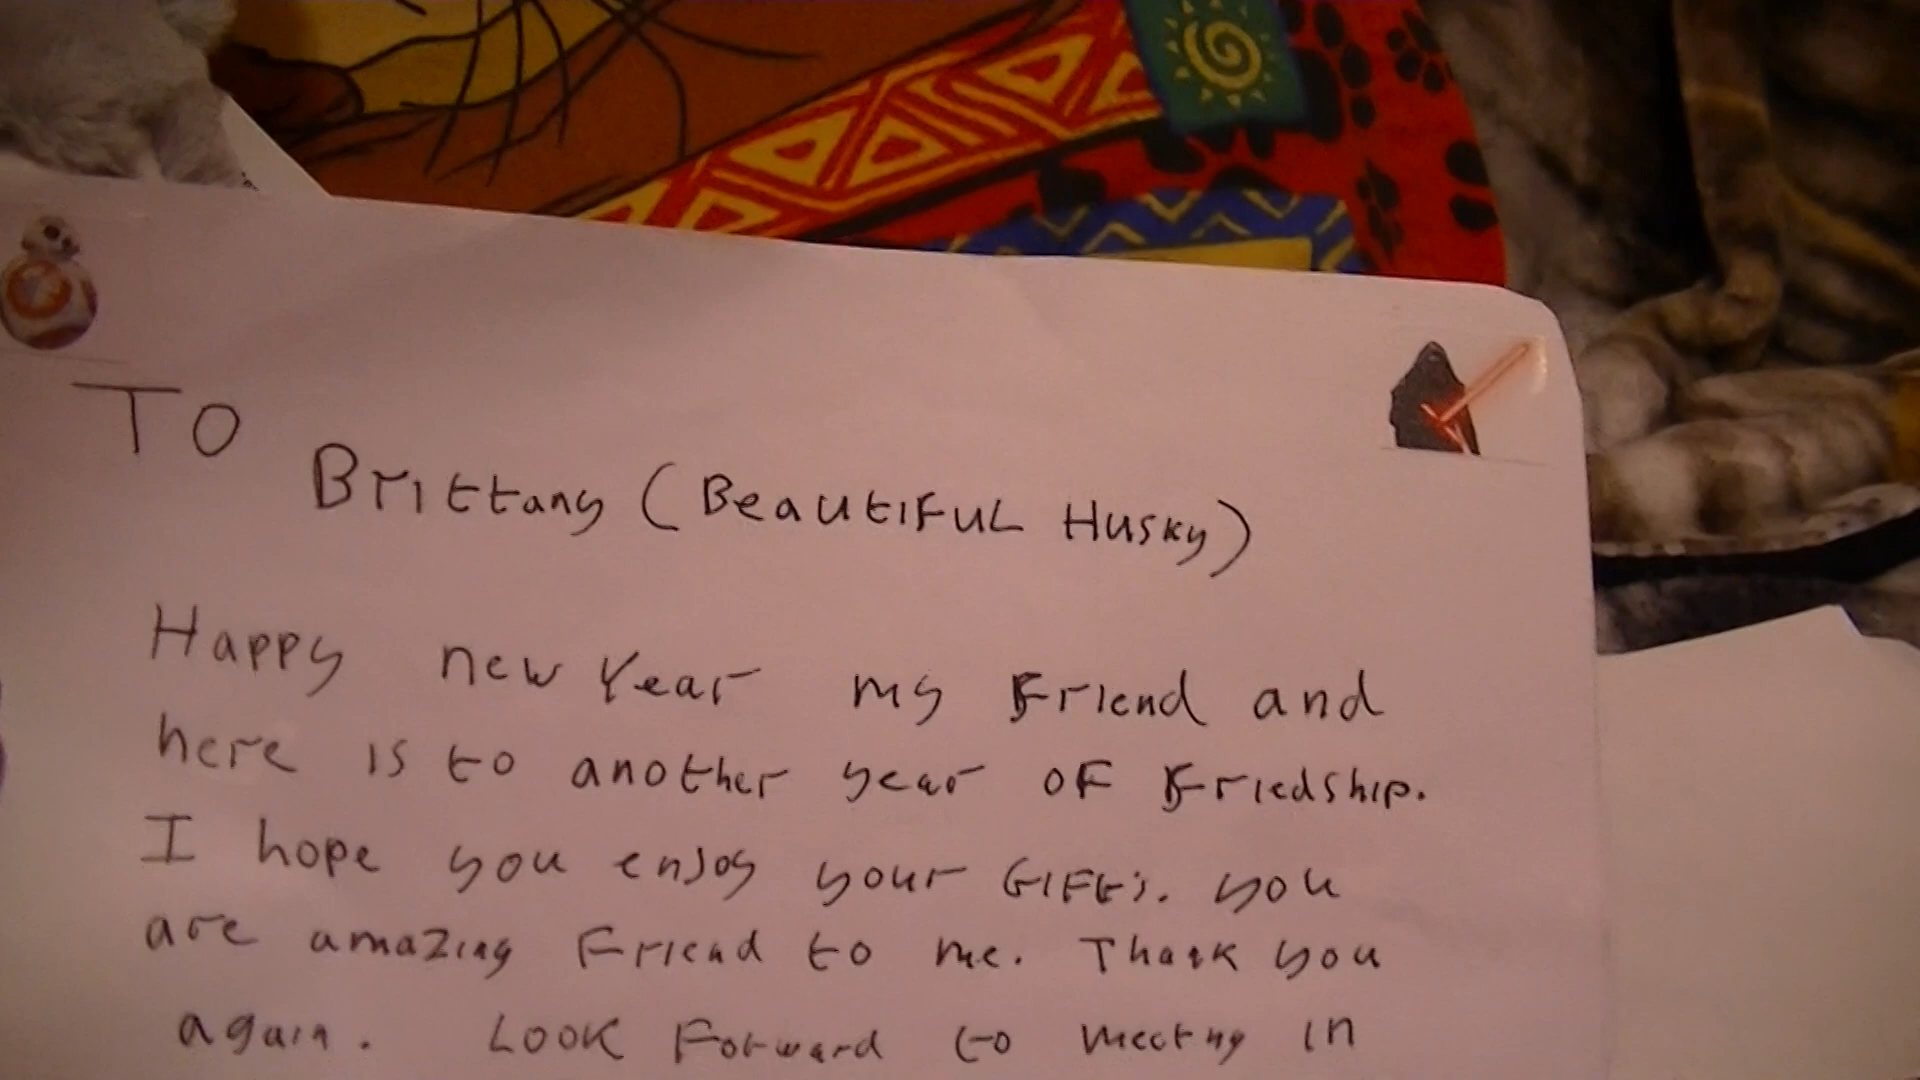 TO
Brittany (Beautiful Husky)
Happy new Year my Friend and
here is to another year of Friedship.
I hope you enjoy your Gifts. you
are amazing Friend to me. Thank you
again. Look Forward to meeting in